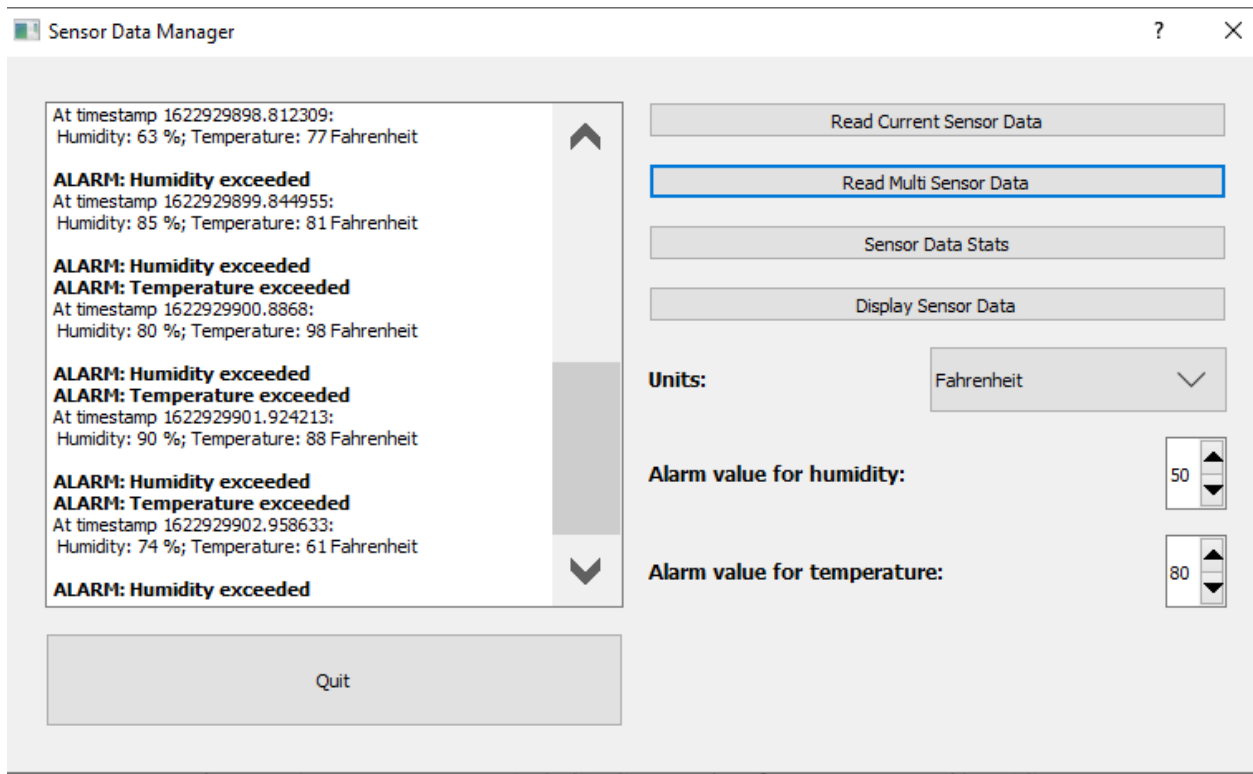 Sensor Data Manager
?
At timestamp 1622929898.812309:
Humidity: 63 %; Temperature: 77 Fahrenheit
ALARM: Humidity exceeded
At timestamp 1622929899.844955:
Humidity: 85 %; Temperature: 81 Fahrenheit
ALARM: Humidity exceeded
ALARM: Temperature exceeded
At timestamp 1622929900.8868:
Humidity: 80 %; Temperature: 98 Fahrenheit
ALARM: Humidity exceeded
ALARM: Temperature exceeded
At timestamp 1622929901.924213:
Humidity: 90 %; Temperature: 88 Fahrenheit
ALARM: Humidity exceeded
ALARM: Temperature exceeded
At timestamp 1622929902.958633:
Humidity: 74 %; Temperature: 61 Fahrenheit
ALARM: Humidity exceeded
Quit
Read Current Sensor Data
Read Multi Sensor Data
Sensor Data Stats
Display Sensor Data
Units: Fahrenheit
Alarm value for humidity: 50
Alarm value for temperature: 80